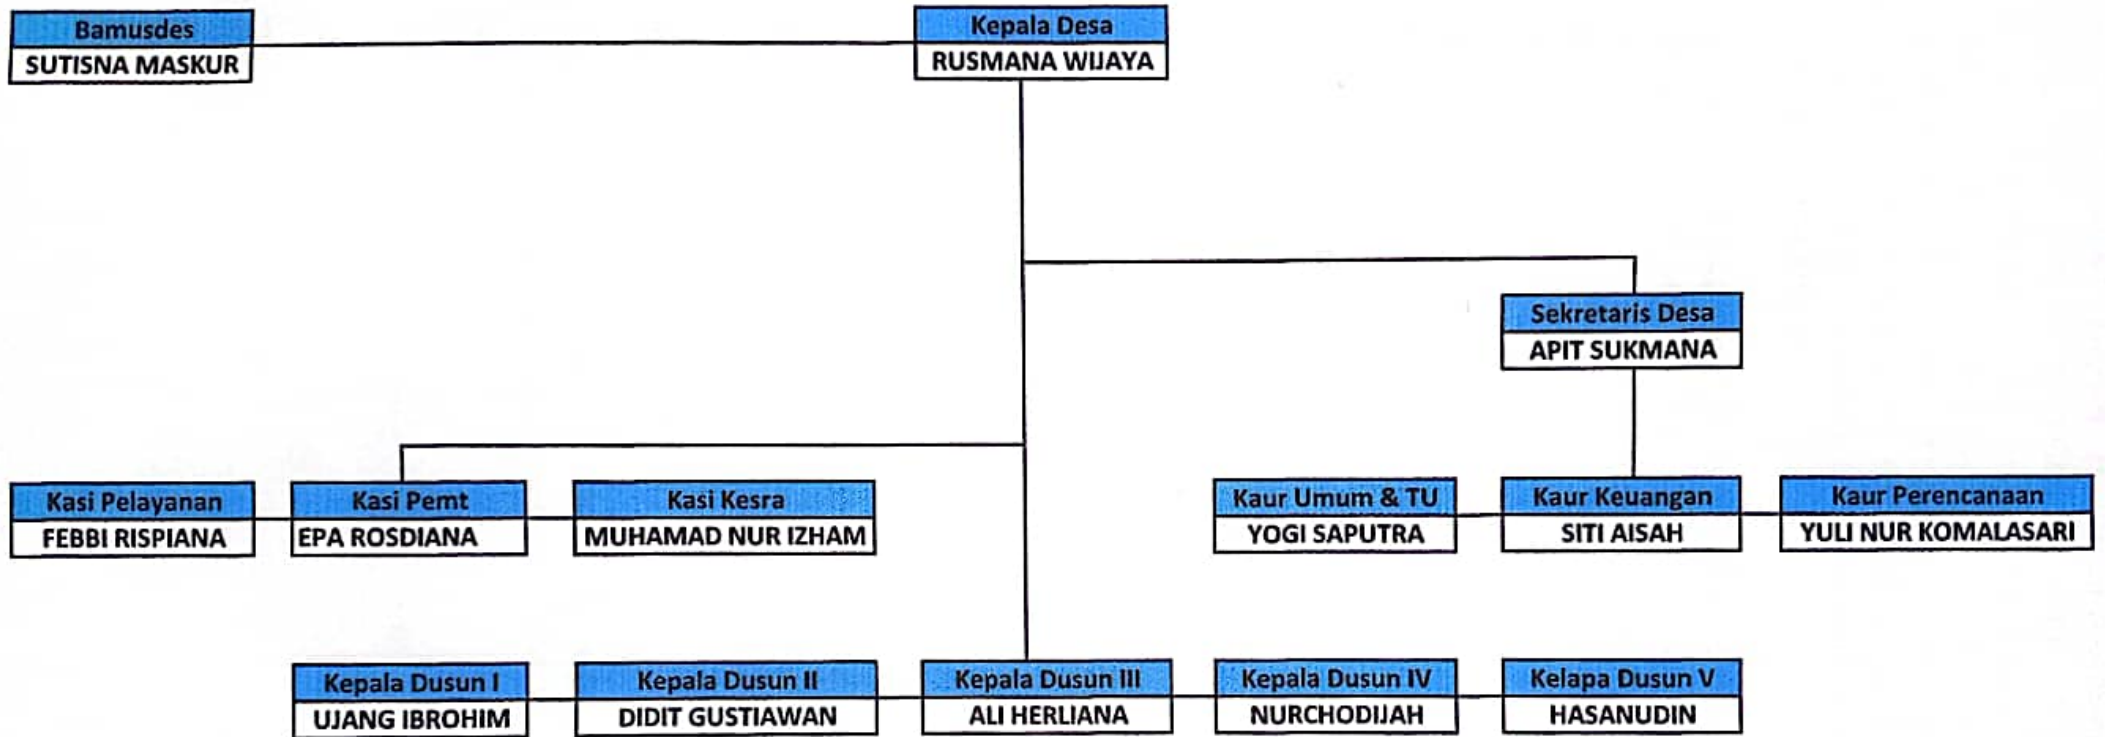 Bamusdes
SUTISNA MASKUR
Kepala Desa
RUSMANA WIJAYA
Sekretaris Desa
APIT SUKMANA
Kasi Pelayanan
FEBBI RISPIANA
Kasi Pemt
EPA ROSDIANA
Kasi Kesra
MUHAMAD NUR IZHAM
Kaur Umum & TU
YOGI SAPUTRA
Kaur Keuangan
SITI AISAH
Kaur Perencanaan
YULI NUR KOMALASARI
Kepala Dusun I
UJANG IBROHIM
Kepala Dusun II
DIDIT GUSTIAWAN
Kepala Dusun III
ALI HERLIANA
Kepala Dusun IV
NURCHODIJAH
Kelapa Dusun V
HASANUDIN